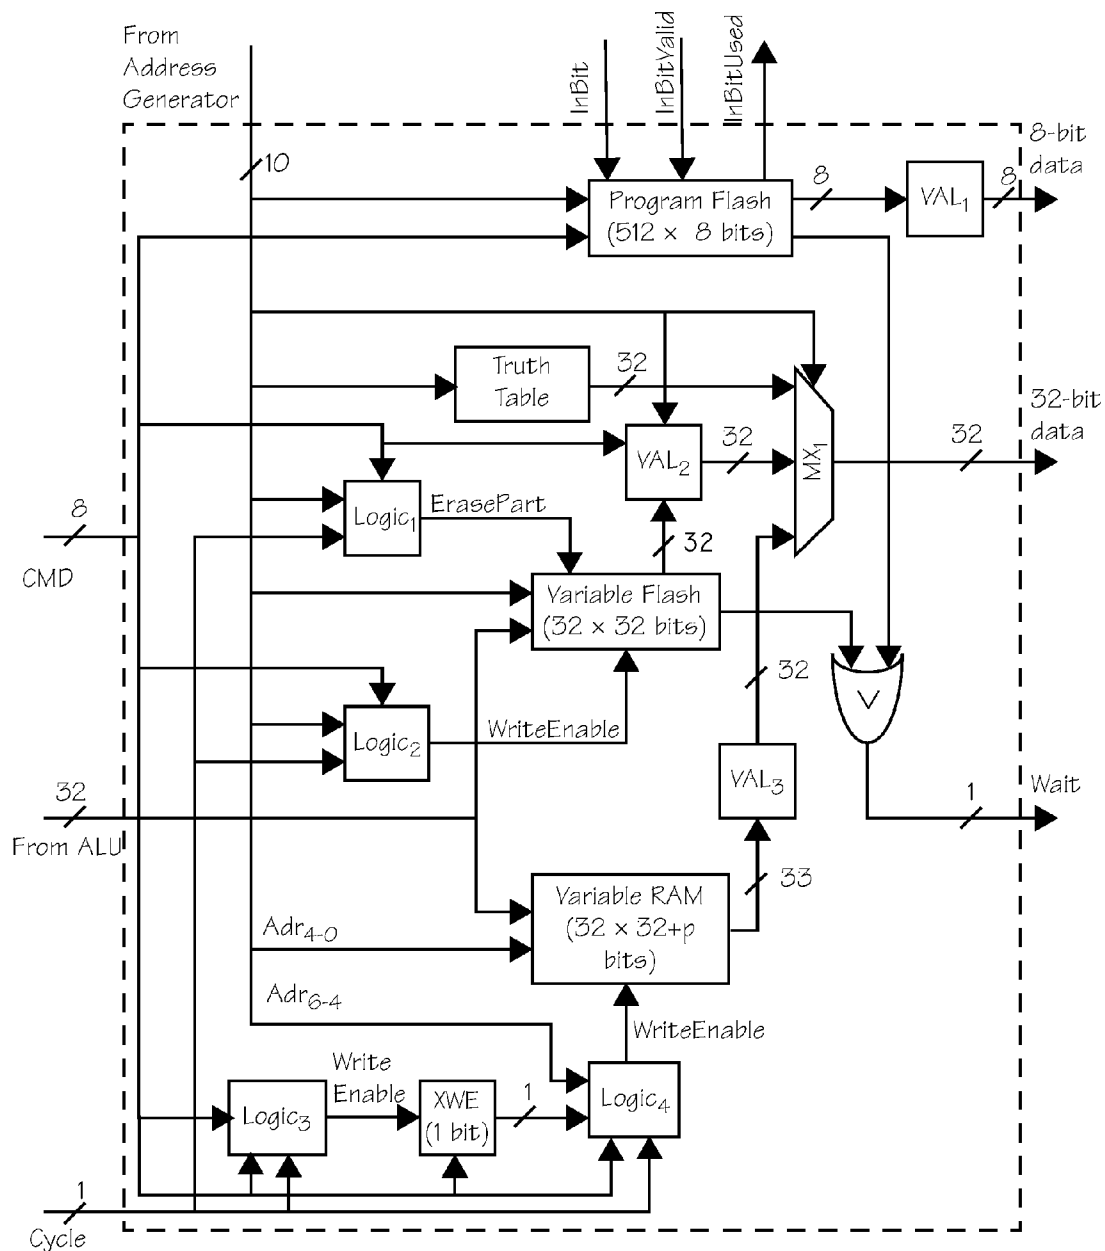 From
Address
Generator
InBit
InBitValid
InBitUsed
10
8-bit
data
Program Flash
(512 × 8 bits)
8
VAL1
8
Truth
Table
32
32-bit
data
VAL2
32
MX1
32
8
CMD
Logic1
ErasePart
32
Variable Flash
(32 × 32 bits)
32
V
Logic2
WriteEnable
VAL3
32
From ALU
1
Wait
33
Variable RAM
(32 × 32+p
bits)
Adr4-0
Adr6-4
WriteEnable
Write
Enable
Logic3
XWE
(1 bit)
1
Logic4
1
Cycle